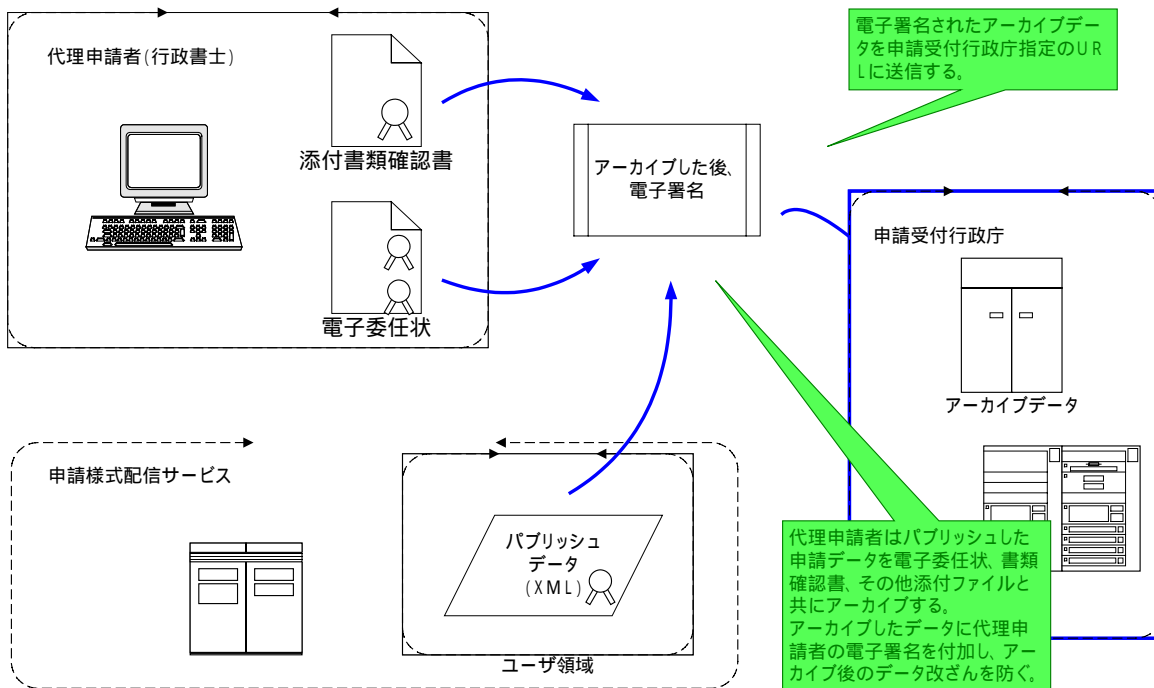 代理申請者(行政書士)
添付書類確認書
電子委任状
アーカイブした後、
電子署名
電子署名されたアーカイブデー
タを申請受付行政庁指定のUR
Lに送信する。
申請受付行政庁
アーカイブデータ
申請様式配信サービス
パブリッシュ
データ
(XML)
ユーザ領域
代理申請者はパブリッシュした
申請データを電子委任状、書類
確認書、その他添付ファイルと
共にアーカイブする。
アーカイブしたデータに代理申
請者の電子署名を付加し、アー
カイブ後のデータ改ざんを防ぐ。